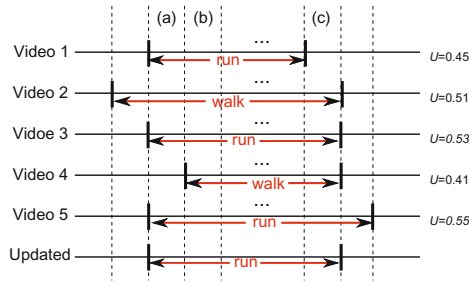 (a) (b) (c)
Video 1 ... run U=0.45
Video 2 ... walk U=0.51
Vidoe 3 ... run U=0.53
Video 4 ... walk U=0.41
Video 5 ... run U=0.55
Updated run